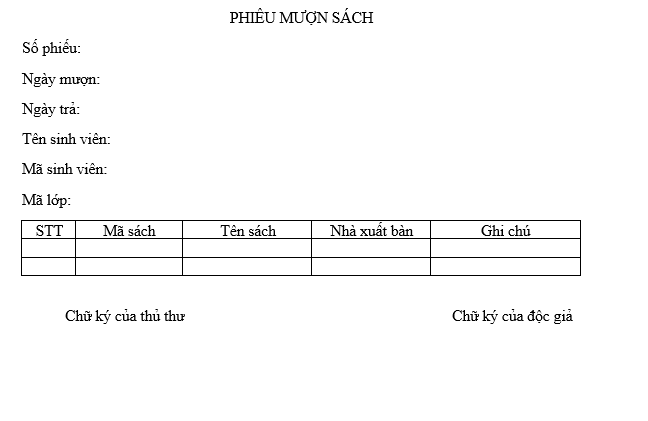 PHIẾU MƯỢN SÁCH
Số phiếu:
Ngày mượn:
Ngày trả:
Tên sinh viên:
Mã sinh viên:
Mã lớp:
STT Mã sách Tên sách Nhà xuất bàn Ghi chú
Chữ ký của thủ thư Chữ ký của độc giả